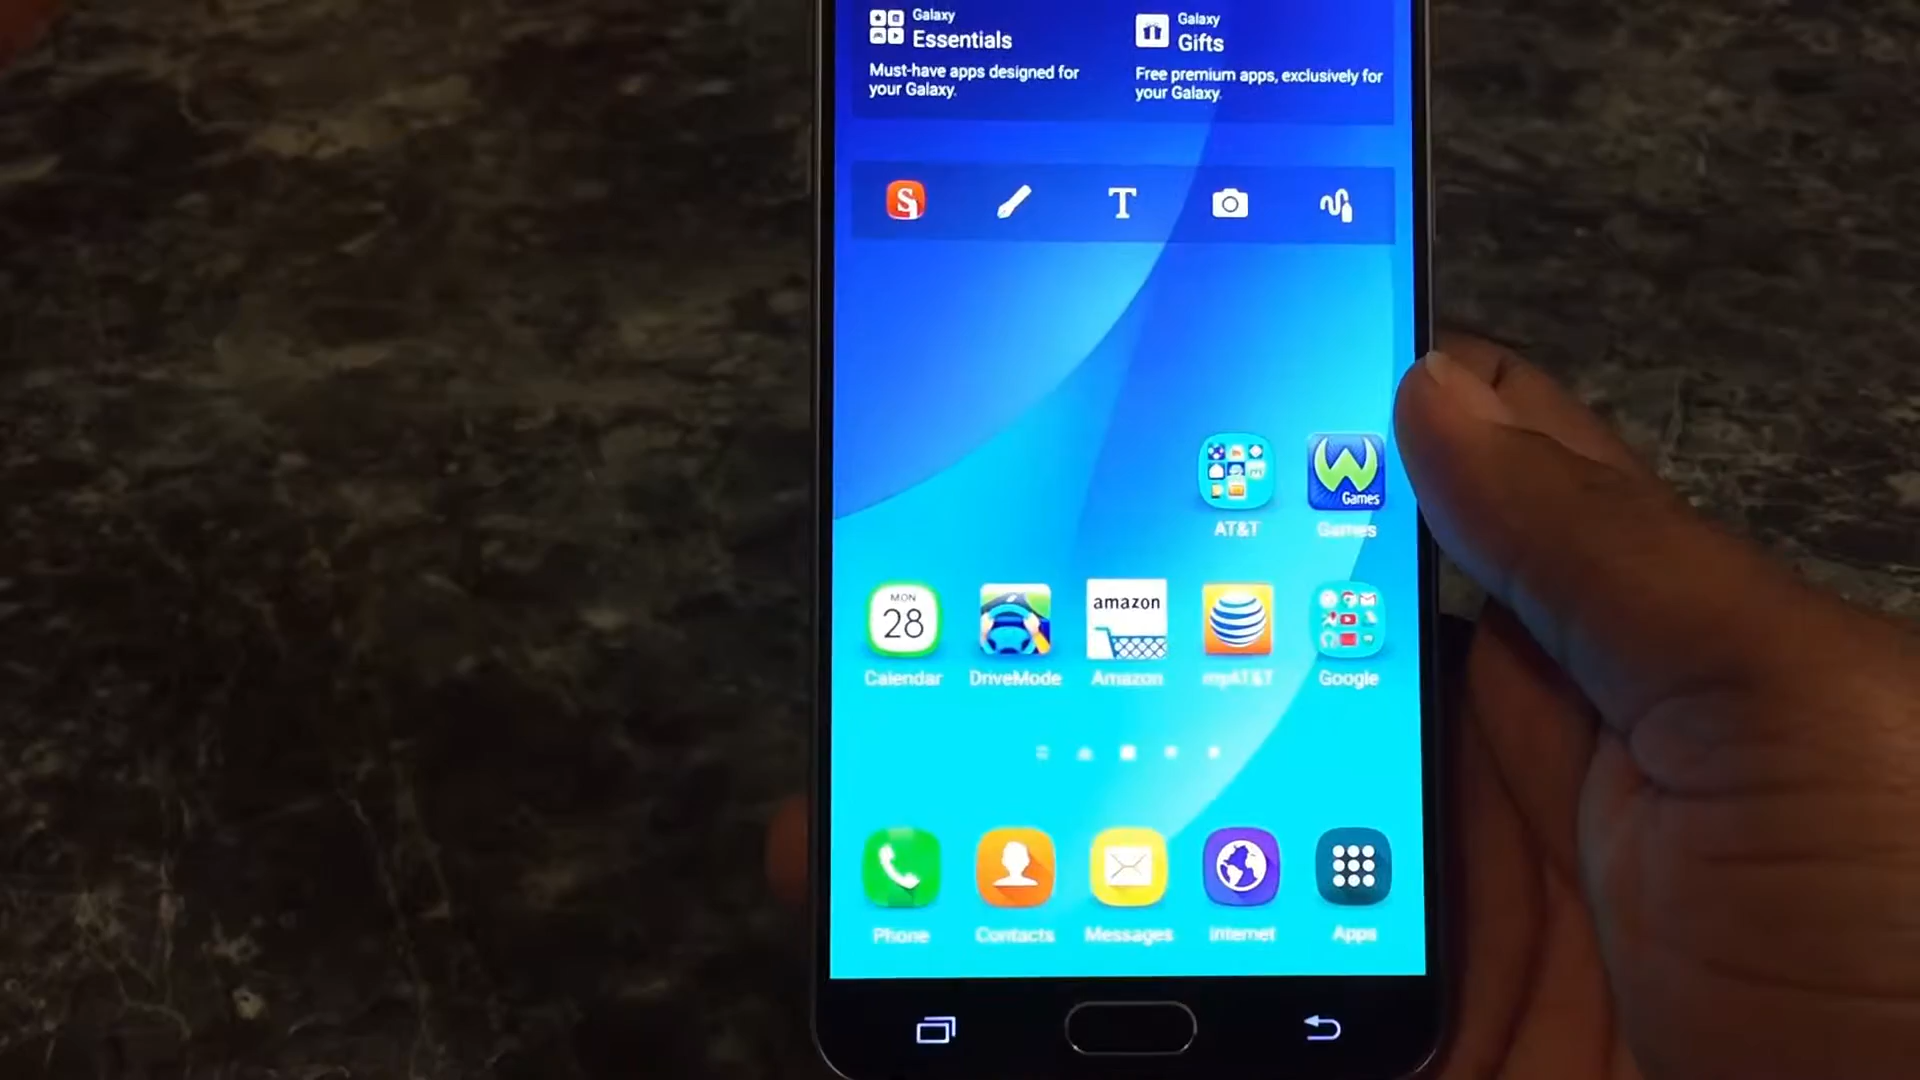 Galaxy
Essentials
Must-have apps designed for
your Galaxy.
Galaxy
Gifts
Free premium apps, exclusively for
your Galaxy.
S
T
W
Games
AT&T
Games
MON
28
amazon
Calendar
DriveMode
Amazon
myAT&T
Google
Phone
Contacts
Messages
Internet
Apps